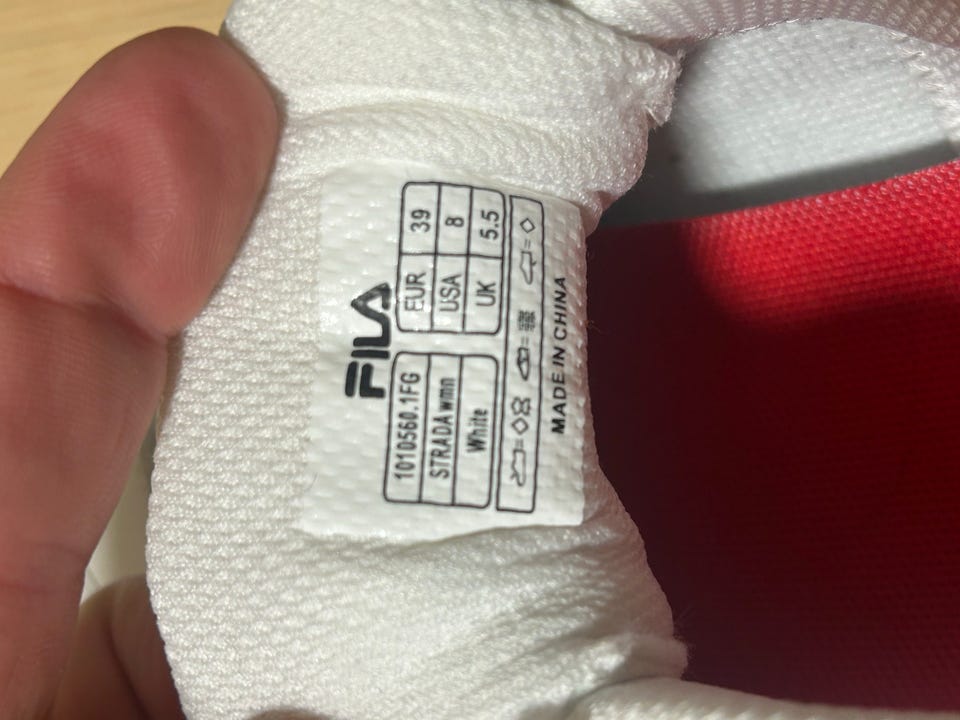 FILA
1010560.1FG
STRADA wmn
White
EUR 39
USA 8
UK 5.5
MADE IN CHINA